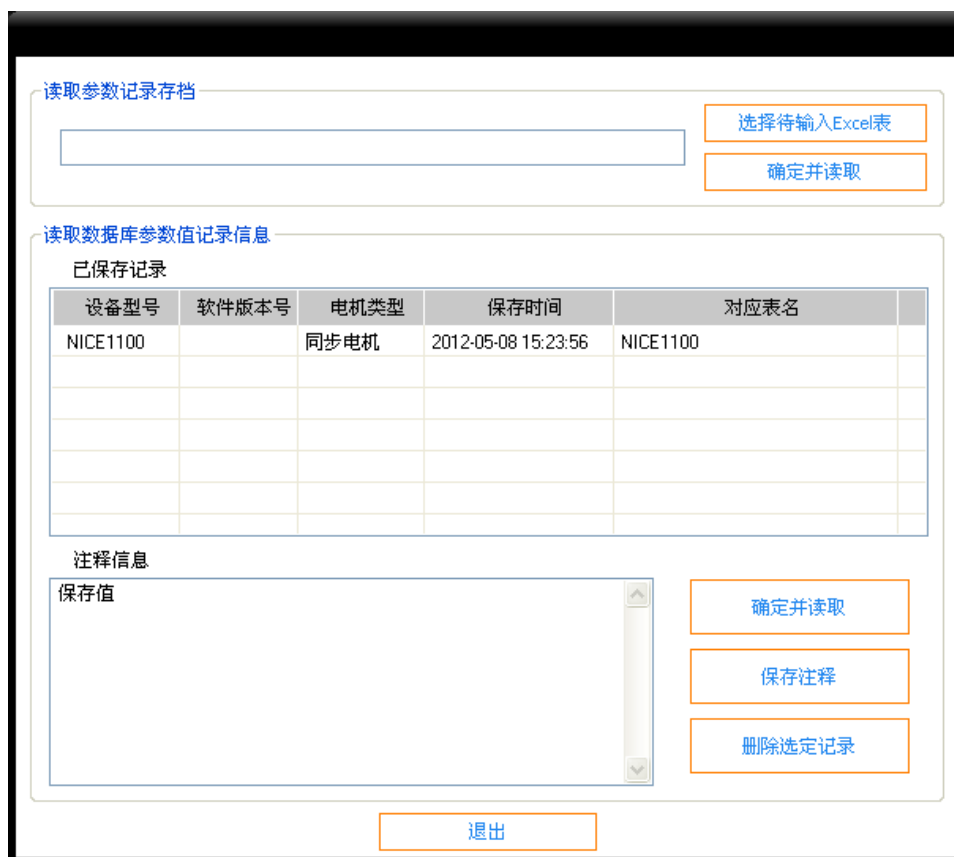 读取参数记录存档
选择待输入Excel表
确定并读取
读取数据库参数值记录信息
已保存记录
设备型号 软件版本号 电机类型 保存时间 对应表名
NICE1100 同步电机 2012-05-08 15:23:56 NICE1100
注释信息
保存值
确定并读取
保存注释
删除选定记录
退出